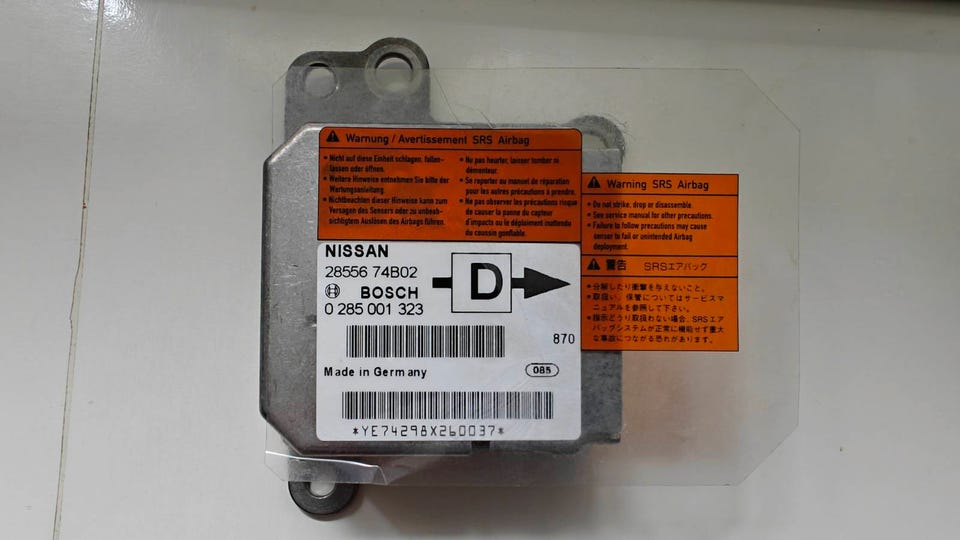 Warnung / Avertissement SRS Airbag
• Nicht auf diese Einheit schlagen, fallen-
lassen oder öffnen.
• Weitere Hinweise entnehmen Sie bitte der
Wartungsanleitung.
• Nichtbeachten dieser Hinweise kann zum
Versagen des Sensors oder zu unbeab-
sichtigtem Auslösen des Airbags führen.
• Ne pas heurter, laisser tomber ni
démonteur.
• Se reporter au manuel de réparation
pour les autres précautions à prendre.
• Ne pas observer les précautions risque
de causer la panne du capteur
d'impacts ou le déploiement inattendu
du coussin gonflable.
Warning SRS Airbag
• Do not strike, drop or disassemble.
• See service manual for other precautions.
• Failure to follow precautions may cause
sensor to fail or unintended Airbag
deployment.
警告 SRSエアバック
• 分解したり衝撃を与えないこと。
• 取扱い、保管についてはサービスマ
ニュアルを参照して下さい。
• 指示どうり取扱わない場合、SRSエア
バッグシステムが正常に機能せず重大
な事故につながる恐れがあります。
NISSAN
28556 74B02
BOSCH
0 285 001 323
D
870
Made in Germany
085
*YE74298X260037*